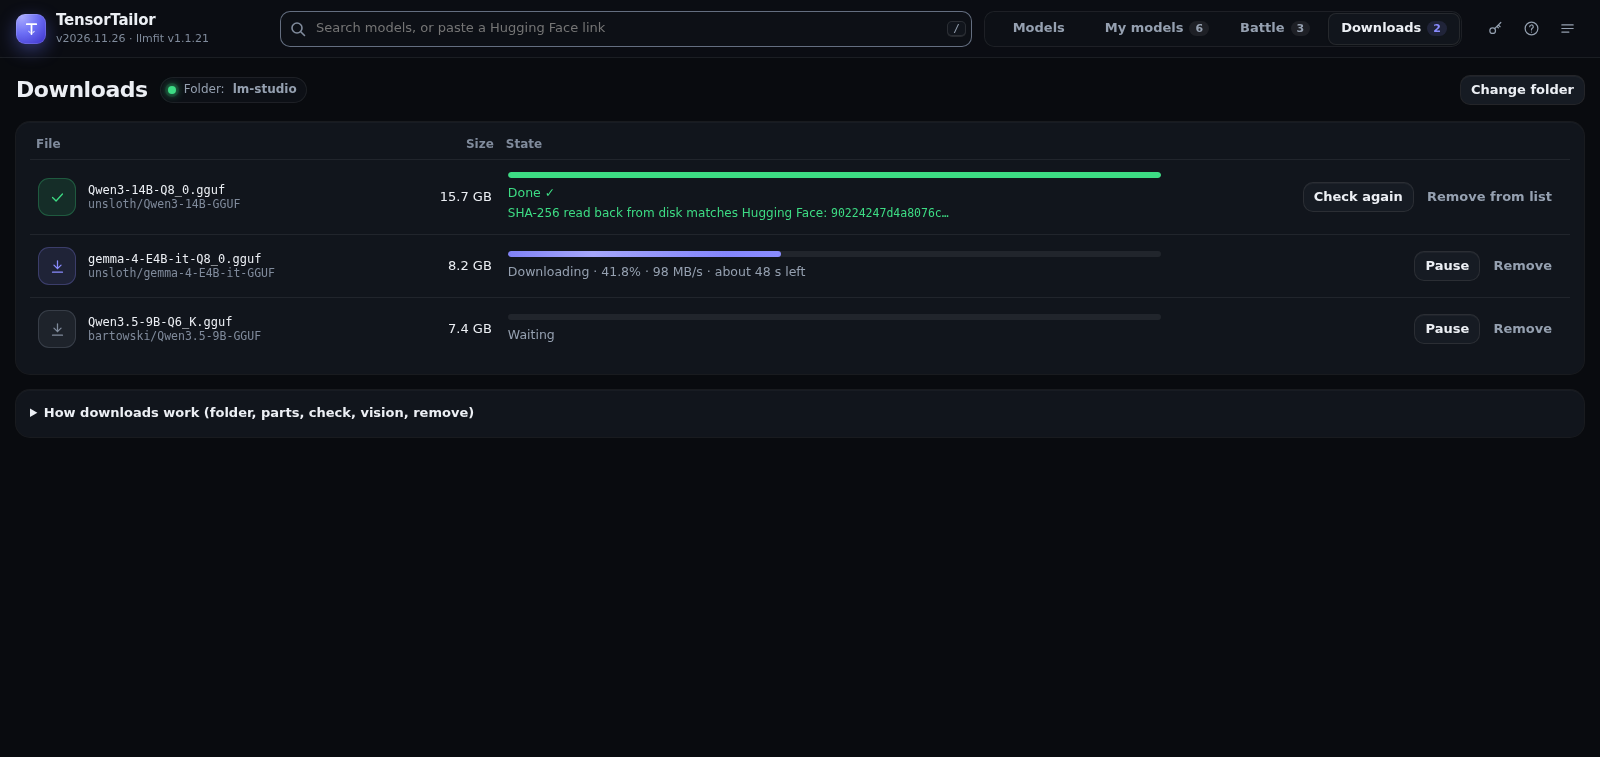 TensorTailor
v2026.11.26 · llmfit v1.1.21
Search models, or paste a Hugging Face link
/
Models
My models 6
Battle 3
Downloads 2
Downloads
Folder: lm-studio
Change folder
File Size State
Qwen3-14B-Q8_0.gguf
unsloth/Qwen3-14B-GGUF
15.7 GB
Done ✓
SHA-256 read back from disk matches Hugging Face: 90224247d4a8076c…
Check again Remove from list
gemma-4-E4B-it-Q8_0.gguf
unsloth/gemma-4-E4B-it-GGUF
8.2 GB
Downloading · 41.8% · 98 MB/s · about 48 s left
Pause Remove
Qwen3.5-9B-Q6_K.gguf
bartowski/Qwen3.5-9B-GGUF
7.4 GB
Waiting
Pause Remove
How downloads work (folder, parts, check, vision, remove)